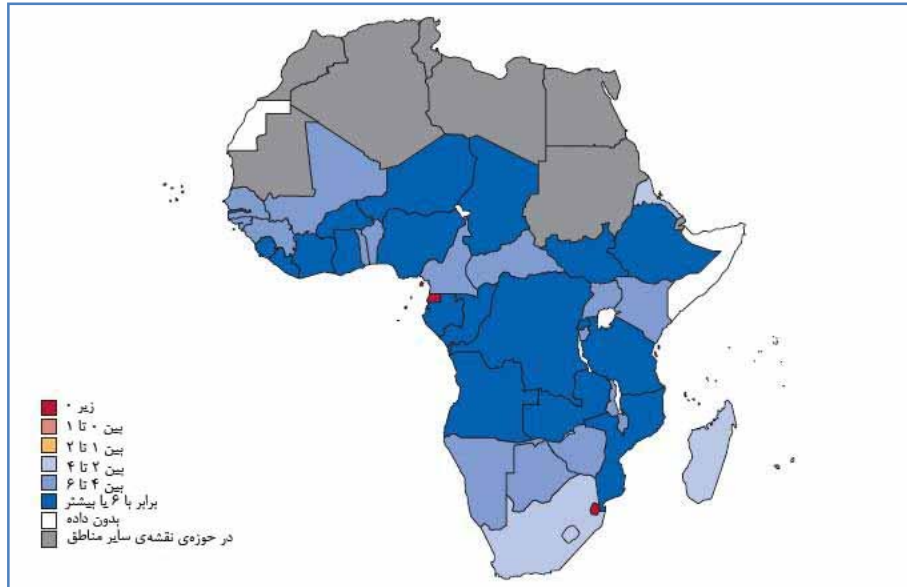 زیر ۰
بین ۰ تا ۱
بین ۱ تا ۲
بین ۲ تا ۴
بین ۴ تا ۶
برابر با ۶ یا بیشتر
بدون داده
در حوزه‌ی نقشه‌ی سایر مناطق